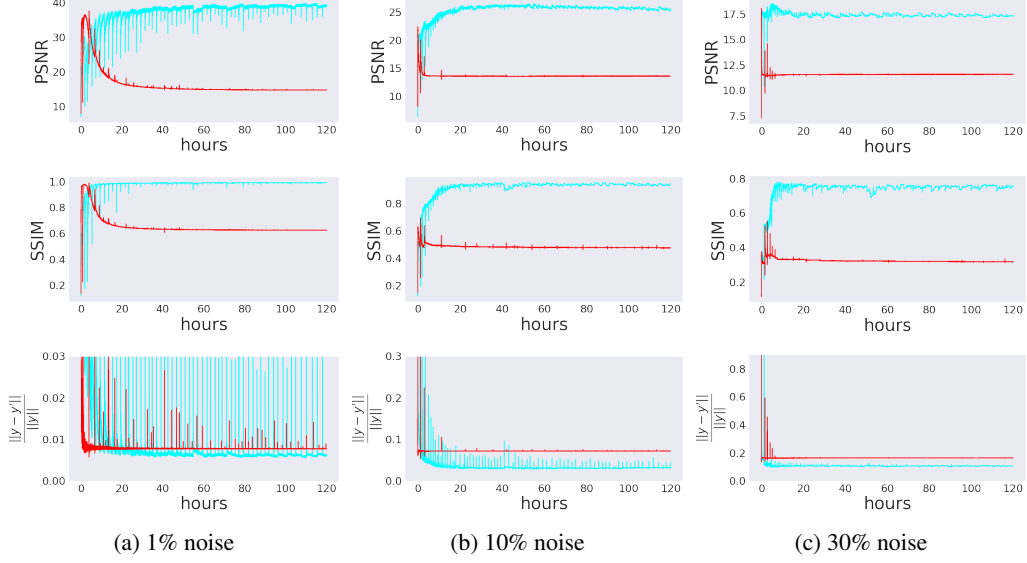 40
30
20
10
PSNR
0 20 40 60 80 100 120
hours
25
20
15
10
PSNR
0 20 40 60 80 100 120
hours
17.5
15.0
12.5
10.0
7.5
PSNR
0 20 40 60 80 100 120
hours
1.0
0.8
0.6
0.4
0.2
SSIM
0 20 40 60 80 100 120
hours
0.8
0.6
0.4
0.2
SSIM
0 20 40 60 80 100 120
hours
0.8
0.6
0.4
0.2
SSIM
0 20 40 60 80 100 120
hours
0.03
0.02
0.01
0.00
||y − y'||
||y||
0 20 40 60 80 100 120
hours
0.3
0.2
0.1
0.0
||y − y'||
||y||
0 20 40 60 80 100 120
hours
0.8
0.6
0.4
0.2
0.0
||y − y'||
||y||
0 20 40 60 80 100 120
hours
(a) 1% noise
(b) 10% noise
(c) 30% noise